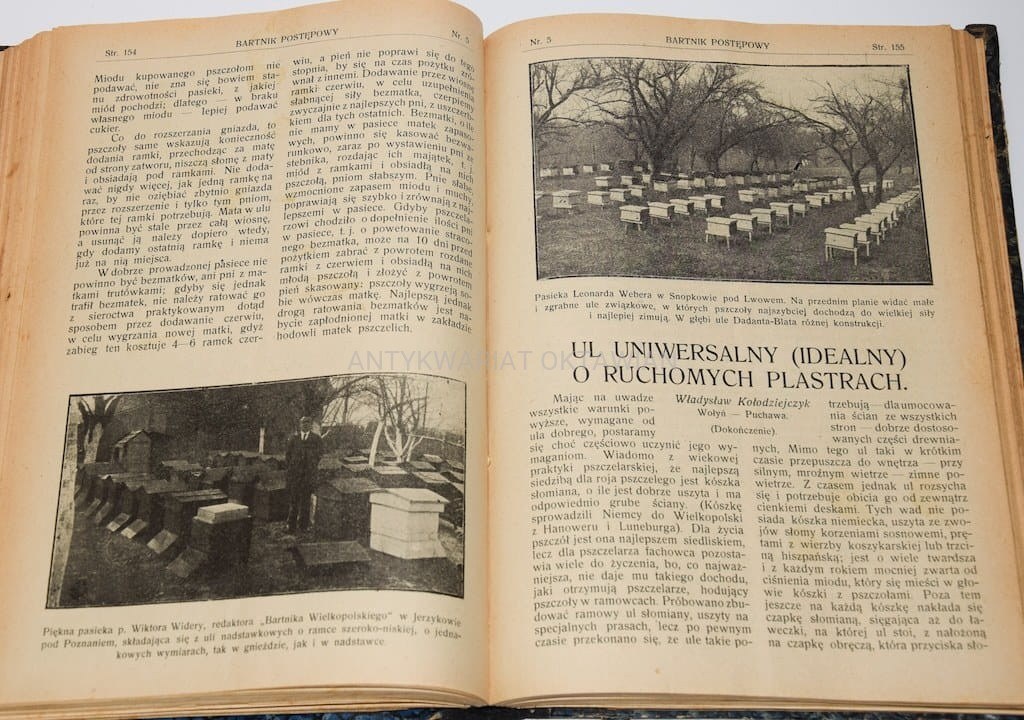 Str. 154
BARTNIK POSTĘPOWY
Nr. 5
Miodu kupowanego pszczołom nie
podawać, nie zna się bowiem sta-
nu zdrowotności pasieki, z jakiej
miód pochodzi; dlatego — w braku
własnego miodu — lepiej podawać
cukier.
Co do rozszerzania gniazda, to
pszczoły same wskazują konieczność
dodania ramki, przechodząc za matę
od strony zatworu, niszczą słomę z maty
i obsiadają pod ramkami. Nie doda-
wać nigdy więcej, jak jedną ramkę na
raz, by nie oziębiać zbytnio gniazda
przez rozszerzenie i tylko tym pniom,
które tej ramki potrzebują. Mata w ulu
powinna być stale przez całą wiosnę,
a usunąć ją należy dopiero wtedy,
gdy dodamy ostatnią ramkę i niema
już na nią miejsca.
W dobrze prowadzonej pasiece nie
powinno być bezmatków, ani pni z ma-
tkami trutówkami; gdyby się jednak
trafił bezmatek, nie należy ratować go
z sieroctwa praktykowanym dotąd
sposobem przez dodawanie czerwiu,
w celu wygrzania nowej matki, gdyż
zabieg ten kosztuje 4—6 ramek czer-
wiu, a pień nie poprawi się do tego
stopnia, by się na czas pożytku zró-
wnał z innemi. Dodawanie przez wiosnę
ramki czerwiu, w celu uzupełnienia
słabnącej siły bezmatka, czerpiemy
zwyczajnie z najlepszych pni, z uszczerb-
kiem dla tych ostatnich. Bezmatki, o ile
nie mamy w pasiece matek zapaso-
wych, powinno się kasować bezwa-
runkowo, zaraz po wystawieniu pni ze
stebnika, rozdając ich majątek, t. j.
miód z ramkami i obsiadłą na nich
pszczołą, pniom słabszym. Pnie słabe,
wzmocnione zapasem miodu i muchy,
poprawiają się szybko i zrównają z naj-
lepszemi w pasiece. Gdyby pszczela-
rzowi chodziło o dopełnienie ilości pni
w pasiece, t. j. o powetowanie straco-
nego bezmatka, może na 10 dni przed
pożytkiem zabrać z powrotem rozdane
ramki z czerwiem i obsiadłą na nich
młodą pszczołą i złożyć z powrotem
pień skasowany: pszczoły wygrzeją so-
bie wówczas matkę. Najlepszą jednak
drogą ratowania bezmatków jest na-
bycie zapłodnionej matki w zakładzie
hodowli matek pszczelich.
Piękna pasieka p. Wiktora Widery, redaktora „Bartnika Wielkopolskiego" w Jerzykowie
pod Poznaniem, składająca się z uli nadstawkowych o ramce szeroko-niskiej, o jedna-
kowych wymiarach, tak w gnieździe, jak i w nadstawce.
Nr. 5
BARTNIK POSTĘPOWY
Str. 155
Pasieka Leonarda Webera w Snopkowie pod Lwowem. Na przednim planie widać małe
i zgrabne ule związkowe, w których pszczoły najszybciej dochodzą do wielkiej siły
i najlepiej zimują. W głębi ule Dadanta-Blata różnej konstrukcji.
UL UNIWERSALNY (IDEALNY)
O RUCHOMYCH PLASTRACH.
Władysław Kołodziejczyk
Wołyń — Puchawa.
(Dokończenie).
Mając na uwadze
wszystkie warunki po-
wyższe, wymagane od
ula dobrego, postaramy
się choć częściowo uczynić jego wy-
maganiom. Wiadomo z wiekowej
praktyki pszczelarskiej, że najlepszą
siedzibą dla roja pszczelego jest kószka
słomiana, o ile jest dobrze uszyta i ma
odpowiednio grube ściany. (Kószkę
sprowadzili Niemcy do Wielkopolski
z Hanoweru i Luneburga). Dla życia
pszczół jest ona najlepszem siedliskiem,
lecz dla pszczelarza fachowca pozosta-
wia wiele do życzenia, bo, co najważ-
niejsza, nie daje mu takiego dochodu,
jaki otrzymują pszczelarze, hodujący
pszczoły w ramowcach. Próbowano zbu-
dować ramowy ul słomiany, uszyty na
specjalnych prasach, lecz po pewnym
czasie przekonano się, że ule takie po-
trzebują — dla umocowa-
nia ścian ze wszystkich
stron — dobrze dostoso-
wanych części drewnia-
nych. Mimo tego ul taki w krótkim
czasie przepuszcza do wnętrza — przy
silnym, mroźnym wietrze — zimne po-
wietrze. Z czasem jednak ul rozsycha
się i potrzebuje obicia go od zewnątrz
cienkiemi deskami. Tych wad nie po-
siada kószka niemiecka, uszyta ze zwo-
jów słomy korzeniami sosnowemi, prę-
tami z wierzby koszykarskiej lub trzci-
ną hiszpańską; jest o wiele twardsza
i z każdym rokiem mocniej zwarta od
ciśnienia miodu, który się mieści w gło-
wie kószki z pszczołami. Poza tem
jeszcze na każdą kószkę nakłada się
czapkę słomianą, sięgającą aż do ła-
weczki, na której ul stoi, z nałożoną
na czapkę obręczą, która przyciska sło-